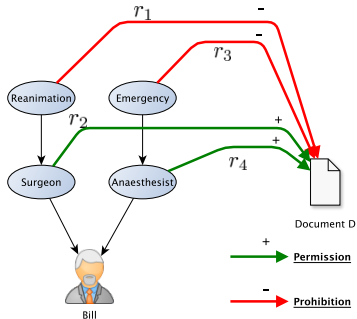 r1 -
r3 -
Reanimation Emergency
r2 +
+
r4
Surgeon Anaesthesist
Document D
+
Permission
-
Prohibition
Bill